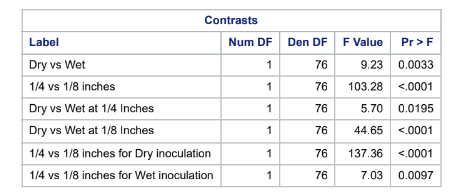 Contrasts
Label Num DF Den DF F Value Pr > F
Dry vs Wet 1 76 9.23 0.0033
1/4 vs 1/8 inches 1 76 103.28 <.0001
Dry vs Wet at 1/4 Inches 1 76 5.70 0.0195
Dry vs Wet at 1/8 Inches 1 76 44.65 <.0001
1/4 vs 1/8 inches for Dry inoculation 1 76 137.36 <.0001
1/4 vs 1/8 inches for Wet inoculation 1 76 7.03 0.0097